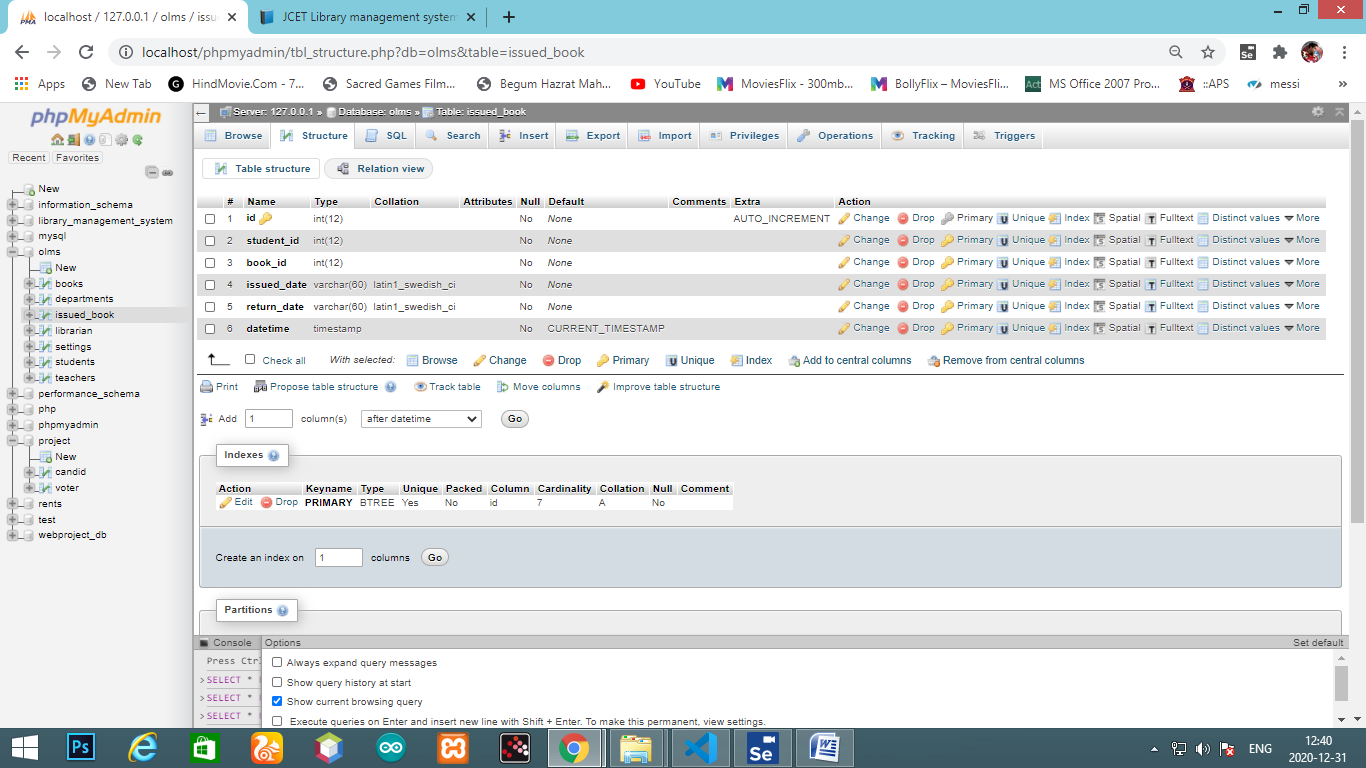 localhost / 127.0.0.1 / olms / issu
JCET Library management system
localhost/phpmyadmin/tbl_structure.php?db=olms&table=issued_book
Apps New Tab HindMovie.Com - 7... Sacred Games Film... Begum Hazrat Mah... YouTube MoviesFlix - 300mb... BollyFlix – MoviesFli... MS Office 2007 Pro... ::APS messi
phpMyAdmin
Recent Favorites
New
information_schema
library_management_system
mysql
olms
New
books
departments
issued_book
librarian
settings
students
teachers
performance_schema
php
phpmyadmin
project
New
candid
voter
rents
test
webproject_db
Server: 127.0.0.1 » Database: olms » Table: issued_book
Browse Structure SQL Search Insert Export Import Privileges Operations Tracking Triggers
Table structure Relation view
# Name Type Collation Attributes Null Default Comments Extra Action
1 id int(12) No None AUTO_INCREMENT Change Drop Primary Unique Index Spatial Fulltext Distinct values More
2 student_id int(12) No None Change Drop Primary Unique Index Spatial Fulltext Distinct values More
3 book_id int(12) No None Change Drop Primary Unique Index Spatial Fulltext Distinct values More
4 issued_date varchar(60) latin1_swedish_ci No None Change Drop Primary Unique Index Spatial Fulltext Distinct values More
5 return_date varchar(60) latin1_swedish_ci No None Change Drop Primary Unique Index Spatial Fulltext Distinct values More
6 datetime timestamp No CURRENT_TIMESTAMP Change Drop Primary Unique Index Spatial Fulltext Distinct values More
Check all With selected: Browse Change Drop Primary Unique Index Add to central columns Remove from central columns
Print Propose table structure Track table Move columns Improve table structure
Add 1 column(s) after datetime Go
Indexes
Action Keyname Type Unique Packed Column Cardinality Collation Null Comment
Edit Drop PRIMARY BTREE Yes No id 7 A No
Create an index on 1 columns Go
Partitions
Console Options Set default
Press Ctrl
Always expand query messages
>SELECT *
Show query history at start
>SELECT *
Show current browsing query
>SELECT *
Execute queries on Enter and insert new line with Shift + Enter. To make this permanent, view settings.
ENG
12:40
2020-12-31